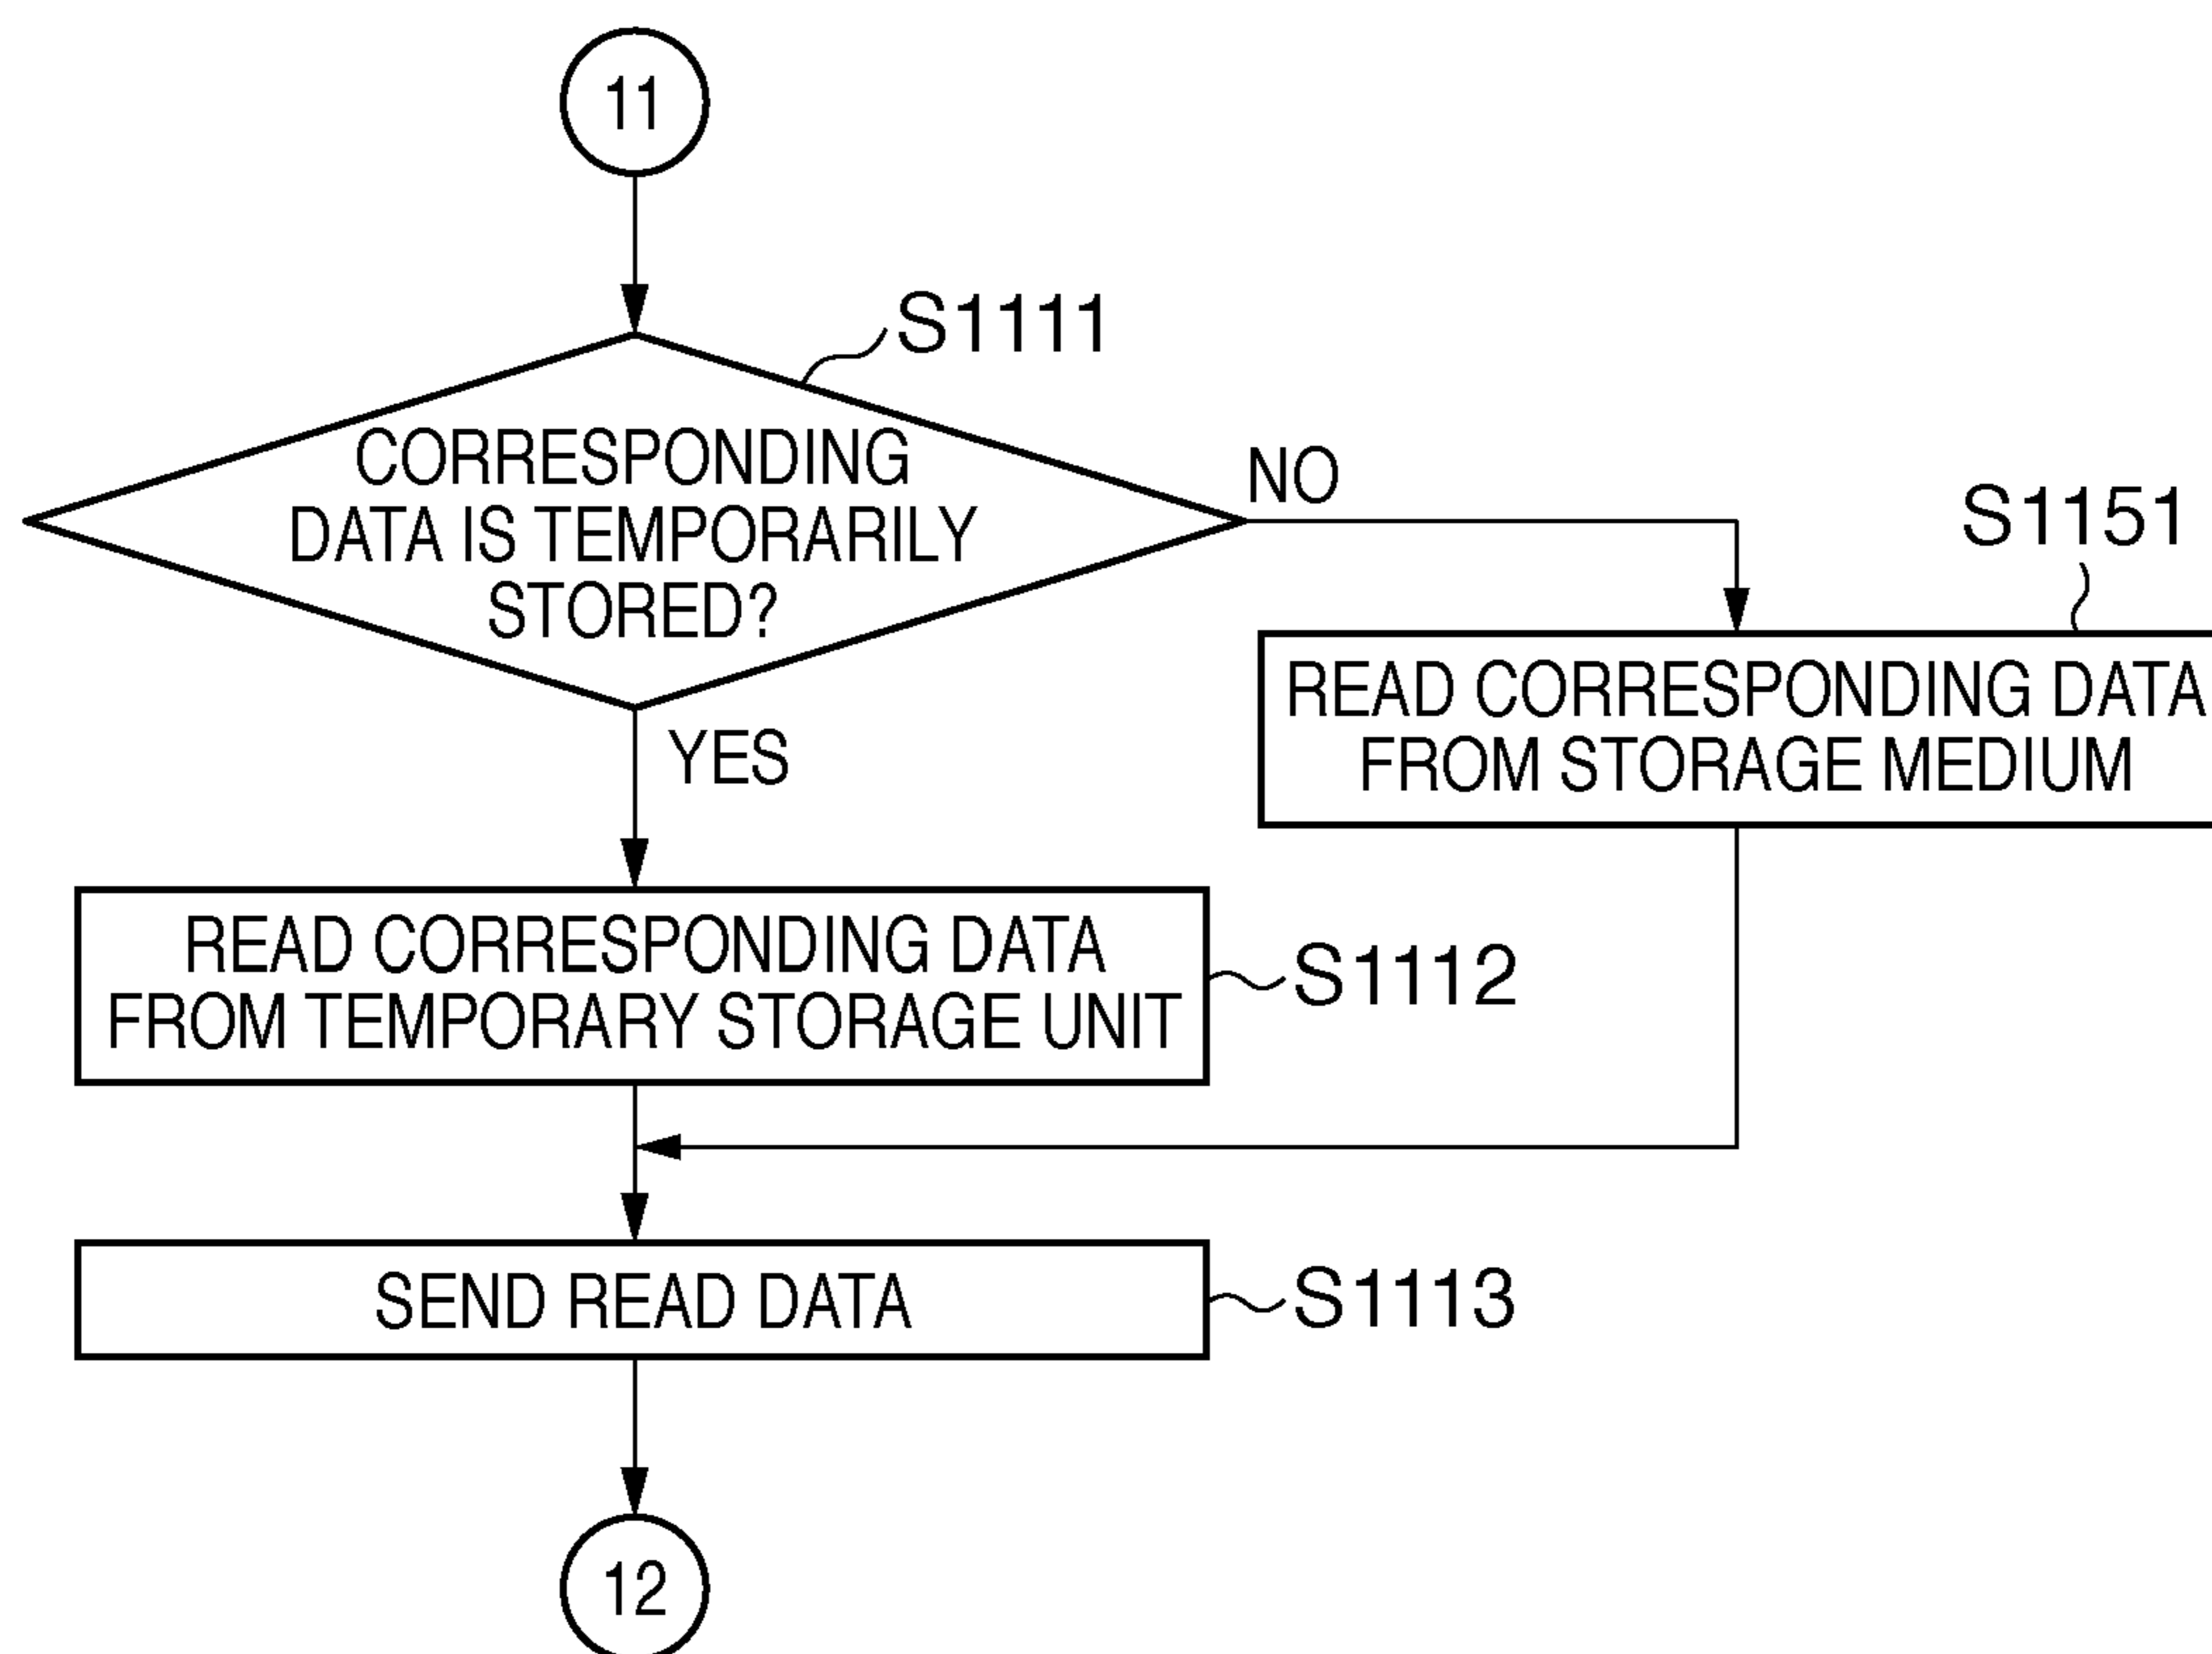 11
S1111
CORRESPONDING
DATA IS TEMPORARILY
STORED?
NO
S1151
READ CORRESPONDING DATA
FROM STORAGE MEDIUM
YES
READ CORRESPONDING DATA
FROM TEMPORARY STORAGE UNIT
S1112
SEND READ DATA
S1113
12